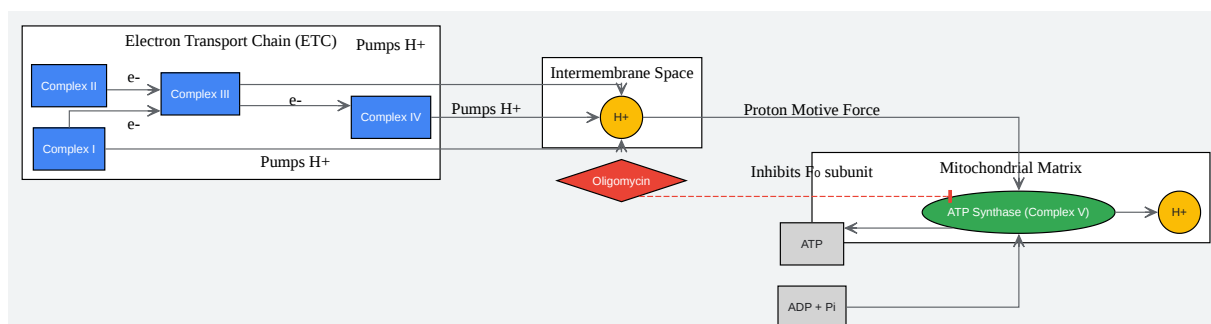 Electron Transport Chain (ETC)
Pumps H+
Complex II
e-
Complex III
e-
Complex IV
e-
Complex I
Pumps H+
Pumps H+
Intermembrane Space
H+
Oligomycin
Proton Motive Force
Inhibits F₀ subunit
Mitochondrial Matrix
ATP Synthase (Complex V)
H+
ATP
ADP + Pi